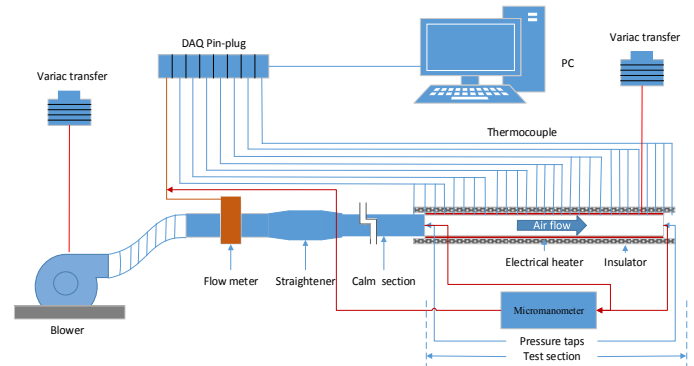 DAQ Pin-plug
Variac transfer
Variac transfer
PC
Thermocouple
Air flow
Flow meter
Straightener
Calm section
Electrical heater
Insulator
Micromanometer
Blower
Pressure taps
Test section